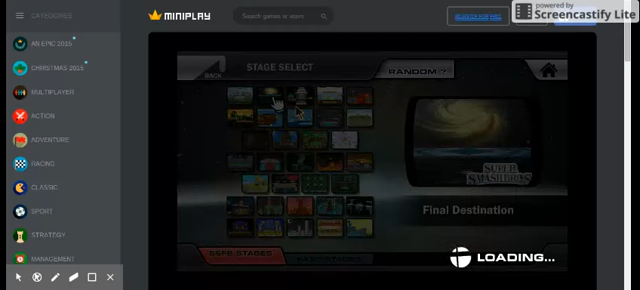 CATEGORIES
MINIPLAY
Search games or users
powered by
Screencastify Lite
AN EPIC 2015
CHRISTMAS 2015
MULTIPLAYER
ACTION
ADVENTURE
RACING
CLASSIC
SPORT
STRATEGY
MANAGEMENT
BACK
STAGE SELECT
RANDOM ?
SUPER
SMASH BROS
Final Destination
SSF2 STAGES
LOADING...